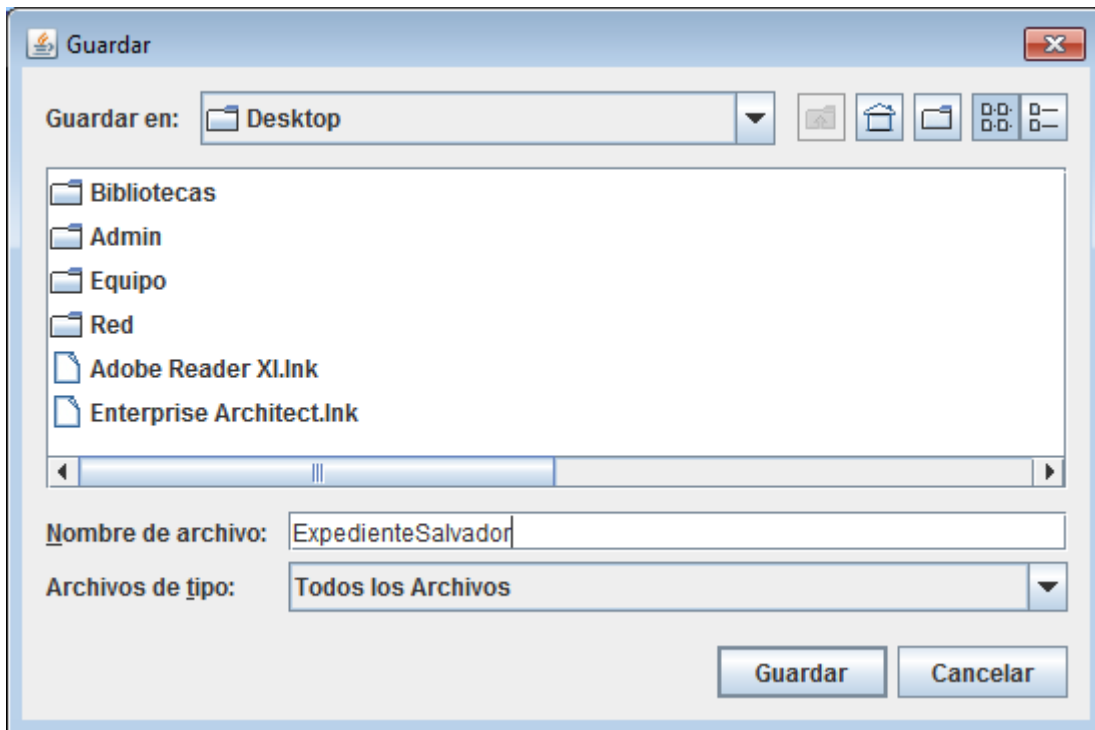 Guardar
Guardar en: Desktop
Bibliotecas
Admin
Equipo
Red
Adobe Reader XI.lnk
Enterprise Architect.lnk
Nombre de archivo: ExpedienteSalvador
Archivos de tipo: Todos los Archivos
Guardar Cancelar